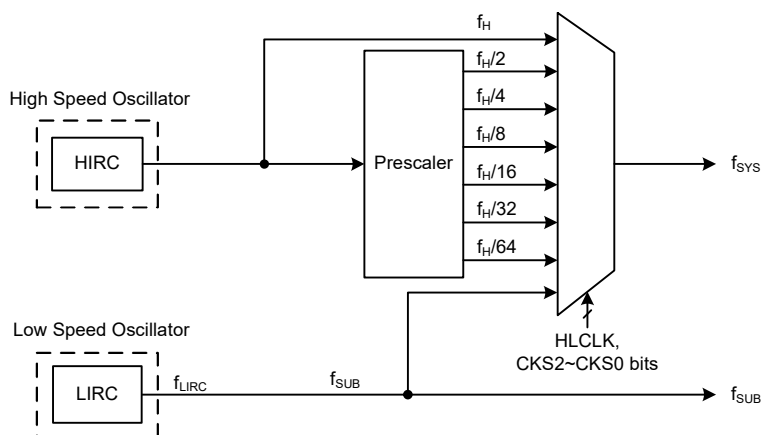 f_H
f_H/2
High Speed Oscillator
f_H/4
f_H/8
HIRC
Prescaler
f_SYS
f_H/16
f_H/32
f_H/64
Low Speed Oscillator
HLCLK,
CKS2~CKS0 bits
LIRC
f_LIRC
f_SUB
f_SUB